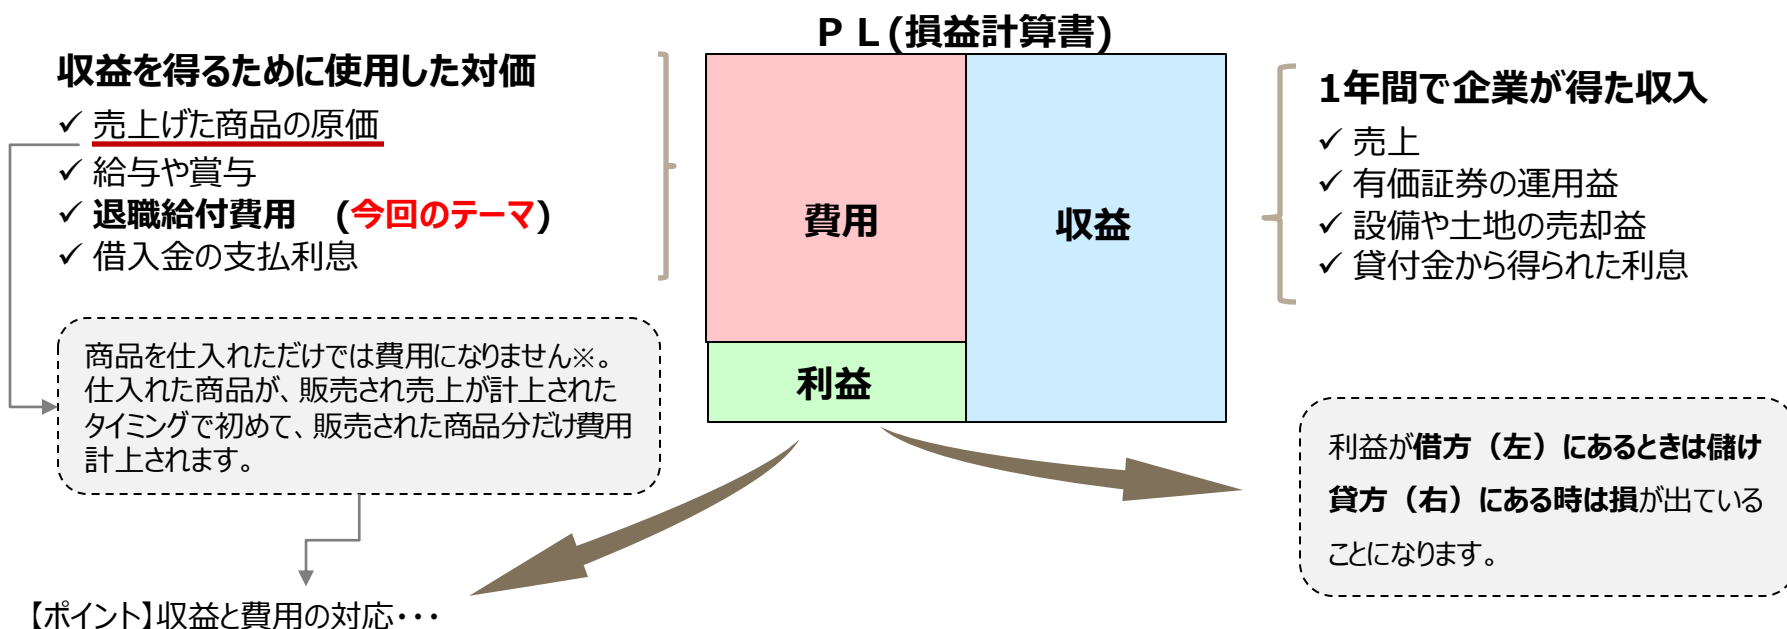 ＰＬ(損益計算書)
収益を得るために使用した対価
✓ 売上げた商品の原価
✓ 給与や賞与
✓ 退職給付費用　(今回のテーマ)
✓ 借入金の支払利息
費用
収益
利益
1年間で企業が得た収入
✓ 売上
✓ 有価証券の運用益
✓ 設備や土地の売却益
✓ 貸付金から得られた利息
商品を仕入れただけでは費用になりません※。
仕入れた商品が、販売され売上が計上された
タイミングで初めて、販売された商品分だけ費用
計上されます。
利益が借方（左）にあるときは儲け
貸方（右）にある時は損が出ている
ことになります。
【ポイント】収益と費用の対応・・・